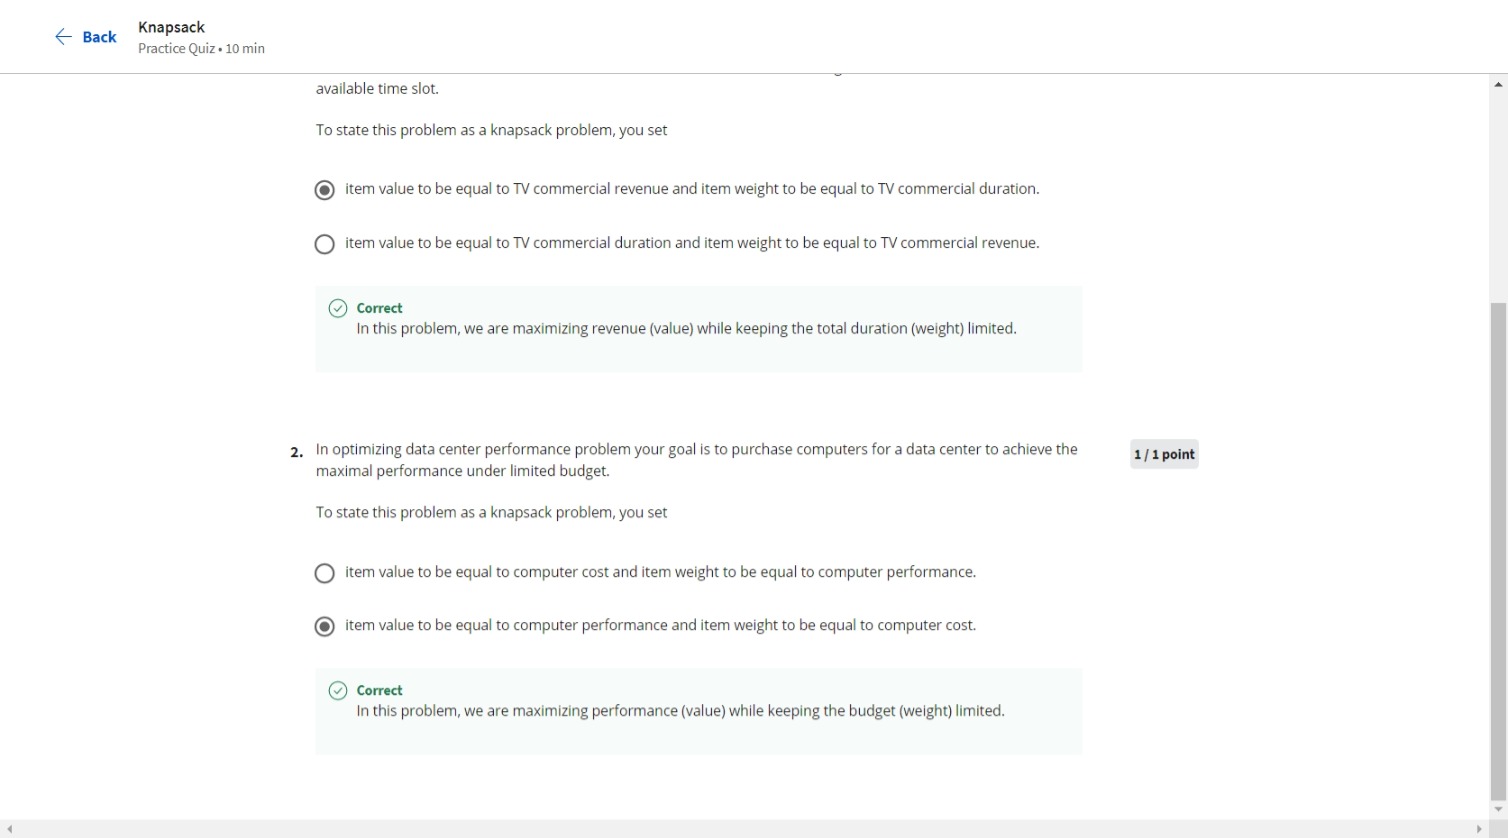 Back
Knapsack
Practice Quiz • 10 min
available time slot.
To state this problem as a knapsack problem, you set
item value to be equal to TV commercial revenue and item weight to be equal to TV commercial duration.
item value to be equal to TV commercial duration and item weight to be equal to TV commercial revenue.
Correct
In this problem, we are maximizing revenue (value) while keeping the total duration (weight) limited.
2. In optimizing data center performance problem your goal is to purchase computers for a data center to achieve the
maximal performance under limited budget.
1 / 1 point
To state this problem as a knapsack problem, you set
item value to be equal to computer cost and item weight to be equal to computer performance.
item value to be equal to computer performance and item weight to be equal to computer cost.
Correct
In this problem, we are maximizing performance (value) while keeping the budget (weight) limited.